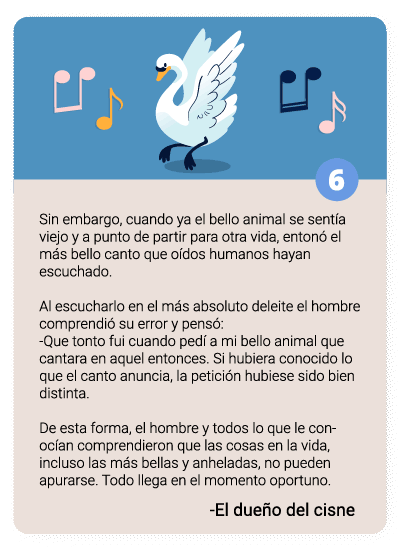 6
Sin embargo, cuando ya el bello animal se sentía
viejo y a punto de partir para otra vida, entonó el
más bello canto que oídos humanos hayan
escuchado.
Al escucharlo en el más absoluto deleite el hombre
comprendió su error y pensó:
-Que tonto fui cuando pedí a mi bello animal que
cantara en aquel entonces. Si hubiera conocido lo
que el canto anuncia, la petición hubiese sido bien
distinta.
De esta forma, el hombre y todos lo que le con-
ocían comprendieron que las cosas en la vida,
incluso las más bellas y anheladas, no pueden
apurarse. Todo llega en el momento oportuno.
-El dueño del cisne